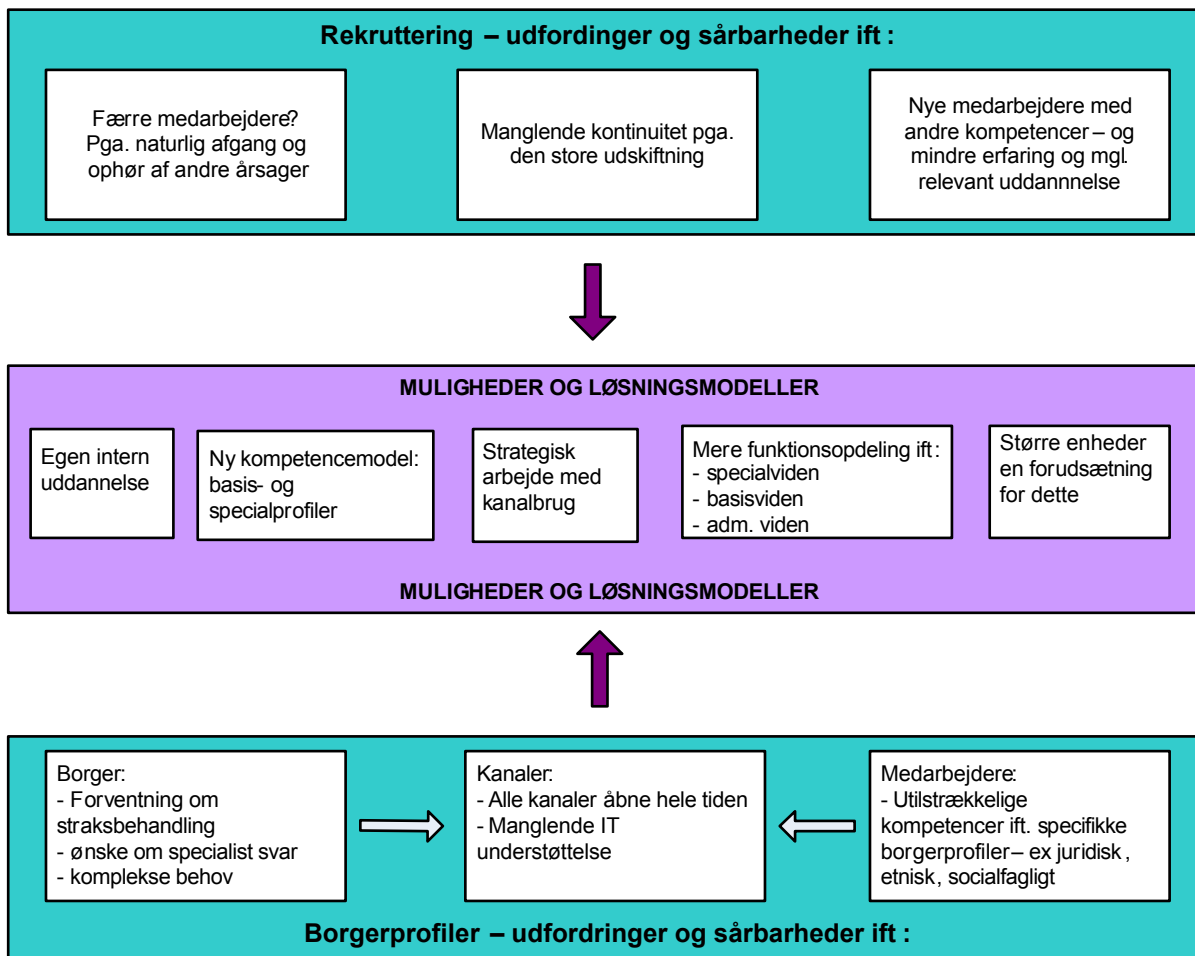 Rekruttering – udfordinger og sårbarheder ift :
Færre medarbejdere?
Pga. naturlig afgang og
ophør af andre årsager
Manglende kontinuitet pga.
den store udskiftning
Nye medarbejdere med
andre kompetencer – og
mindre erfaring og mgl.
relevant uddannnelse
MULIGHEDER OG LØSNINGSMODELLER
Egen intern
uddannelse
Ny kompetencemodel:
basis- og
specialprofiler
Strategisk
arbejde med
kanalbrug
Mere funktionsopdeling ift :
- specialviden
- basisviden
- adm. viden
Større enheder
en forudsætning
for dette
MULIGHEDER OG LØSNINGSMODELLER
Borger:
- Forventning om
straksbehandling
- ønske om specialist svar
- komplekse behov
Kanaler:
- Alle kanaler åbne hele tiden
- Manglende IT
understøttelse
Medarbejdere:
- Utilstrækkelige
kompetencer ift. specifikke
borgerprofiler – ex juridisk ,
etnisk , socialfagligt
Borgerprofiler – udfordringer og sårbarheder ift :